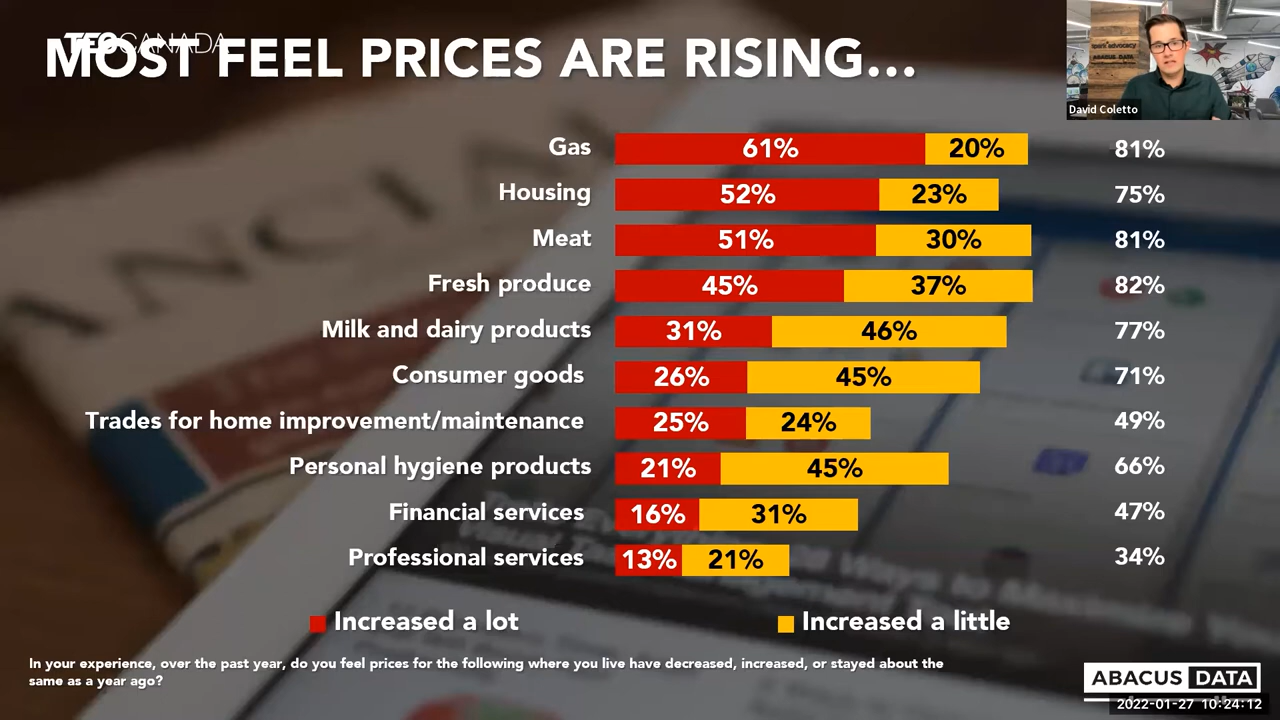 TEC CANADA
MOST FEEL PRICES ARE RISING...
David Coletto
Gas 61% 20% 81%
Housing 52% 23% 75%
Meat 51% 30% 81%
Fresh produce 45% 37% 82%
Milk and dairy products 31% 46% 77%
Consumer goods 26% 45% 71%
Trades for home improvement/maintenance 25% 24% 49%
Personal hygiene products 21% 45% 66%
Financial services 16% 31% 47%
Professional services 13% 21% 34%
Increased a lot Increased a little
In your experience, over the past year, do you feel prices for the following where you live have decreased, increased, or stayed about the
same as a year ago?
ABACUS DATA
2022-01-27 10:24:12